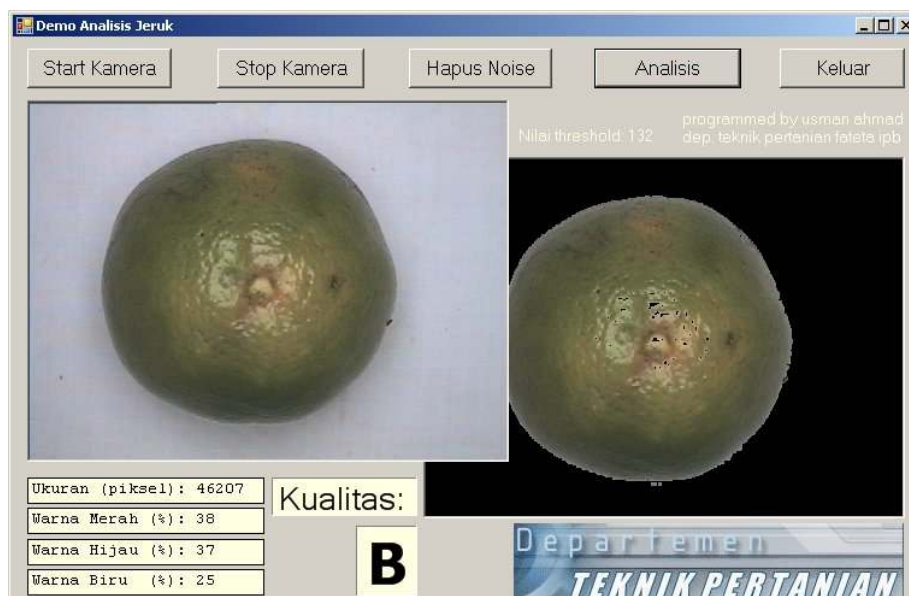 Demo Analisis Jeruk
Start Kamera
Stop Kamera
Hapus Noise
Analisis
Keluar
Nilai threshold: 132
programmed by usman ahmad
dep. teknik pertanian fateta ipb
Ukuran (piksel): 46207
Warna Merah (%): 38
Warna Hijau (%): 37
Warna Biru (%): 25
Kualitas:
B
Departemen
TEKNIK PERTANIAN